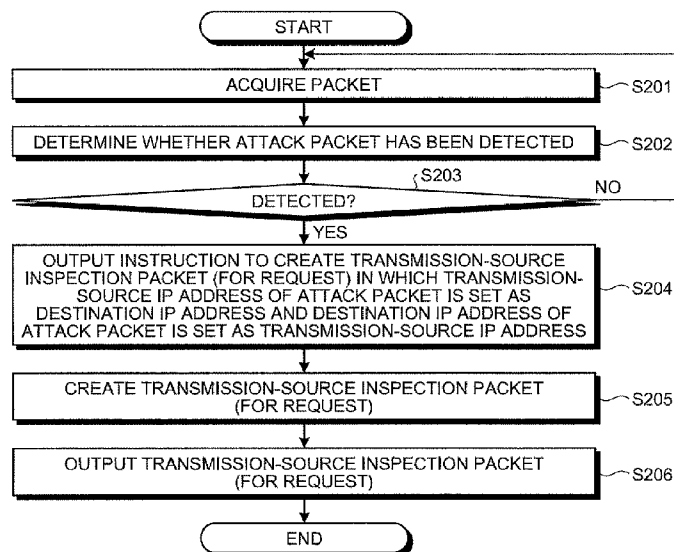 START
ACQUIRE PACKET
S201
DETERMINE WHETHER ATTACK PACKET HAS BEEN DETECTED
S202
S203
DETECTED?
NO
YES
OUTPUT INSTRUCTION TO CREATE TRANSMISSION-SOURCE
INSPECTION PACKET (FOR REQUEST) IN WHICH TRANSMISSION-
SOURCE IP ADDRESS OF ATTACK PACKET IS SET AS
DESTINATION IP ADDRESS AND DESTINATION IP ADDRESS OF
ATTACK PACKET IS SET AS TRANSMISSION-SOURCE IP ADDRESS
S204
CREATE TRANSMISSION-SOURCE INSPECTION PACKET
(FOR REQUEST)
S205
OUTPUT TRANSMISSION-SOURCE INSPECTION PACKET
(FOR REQUEST)
S206
END